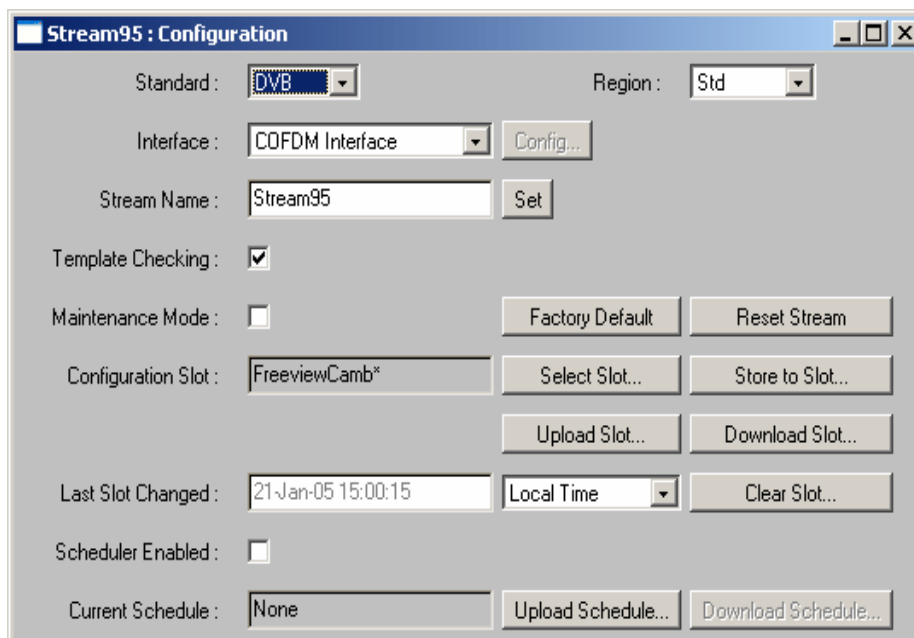 Stream95 : Configuration
Standard : DVB Region : Std
Interface : COFDM Interface Config...
Stream Name : Stream95 Set
Template Checking :
Maintenance Mode : Factory Default Reset Stream
Configuration Slot : FreeviewCamb* Select Slot... Store to Slot...
Upload Slot... Download Slot...
Last Slot Changed : 21-Jan-05 15:00:15 Local Time Clear Slot...
Scheduler Enabled :
Current Schedule : None Upload Schedule... Download Schedule...